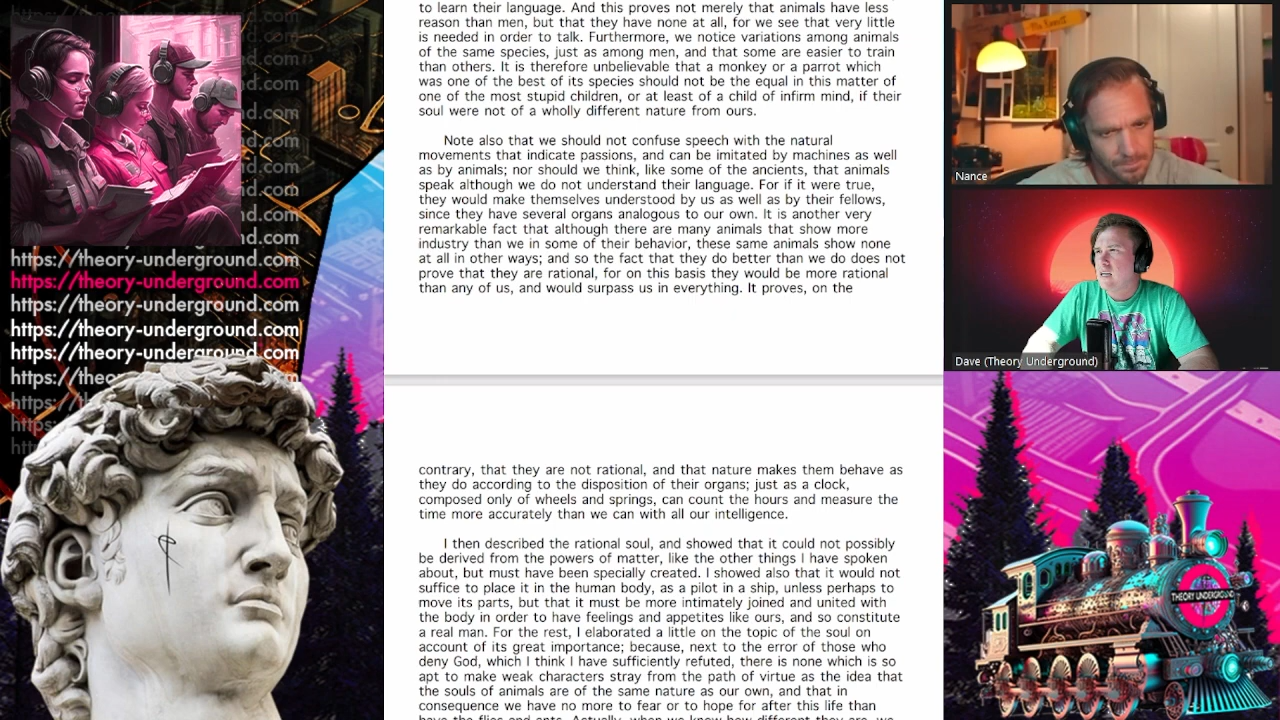 https://theory-underground.com
https://theory-underground.com
https://theory-underground.com
https://theory-underground.com
https://theory-underground.com
to learn their language. And this proves not merely that animals have less
reason than men, but that they have none at all, for we see that very little
is needed in order to talk. Furthermore, we notice variations among animals
of the same species, just as among men, and that some are easier to train
than others. It is therefore unbelievable that a monkey or a parrot which
was one of the best of its species should not be the equal in this matter of
one of the most stupid children, or at least of a child of infirm mind, if their
soul were not of a wholly different nature from ours.
Note also that we should not confuse speech with the natural
movements that indicate passions, and can be imitated by machines as well
as by animals; nor should we think, like some of the ancients, that animals
speak although we do not understand their language. For if it were true,
they would make themselves understood by us as well as by their fellows,
since they have several organs analogous to our own. It is another very
remarkable fact that although there are many animals that show more
industry than we in some of their behavior, these same animals show none
at all in other ways; and so the fact that they do better than we do does not
prove that they are rational, for on this basis they would be more rational
than any of us, and would surpass us in everything. It proves, on the
contrary, that they are not rational, and that nature makes them behave as
they do according to the disposition of their organs; just as a clock,
composed only of wheels and springs, can count the hours and measure the
time more accurately than we can with all our intelligence.
I then described the rational soul, and showed that it could not possibly
be derived from the powers of matter, like the other things I have spoken
about, but must have been specially created. I showed also that it would not
suffice to place it in the human body, as a pilot in a ship, unless perhaps to
move its parts, but that it must be more intimately joined and united with
the body in order to have feelings and appetites like ours, and so constitute
a real man. For the rest, I elaborated a little on the topic of the soul on
account of its great importance; because, next to the error of those who
deny God, which I think I have sufficiently refuted, there is none which is so
apt to make weak characters stray from the path of virtue as the idea that
the souls of animals are of the same nature as our own, and that in
consequence we have no more to fear or to hope for after this life than
have the flies and ants. Actually, when we know how different they are, we
Nance
Dave (Theory Underground)
THEORY UNDERGROUND